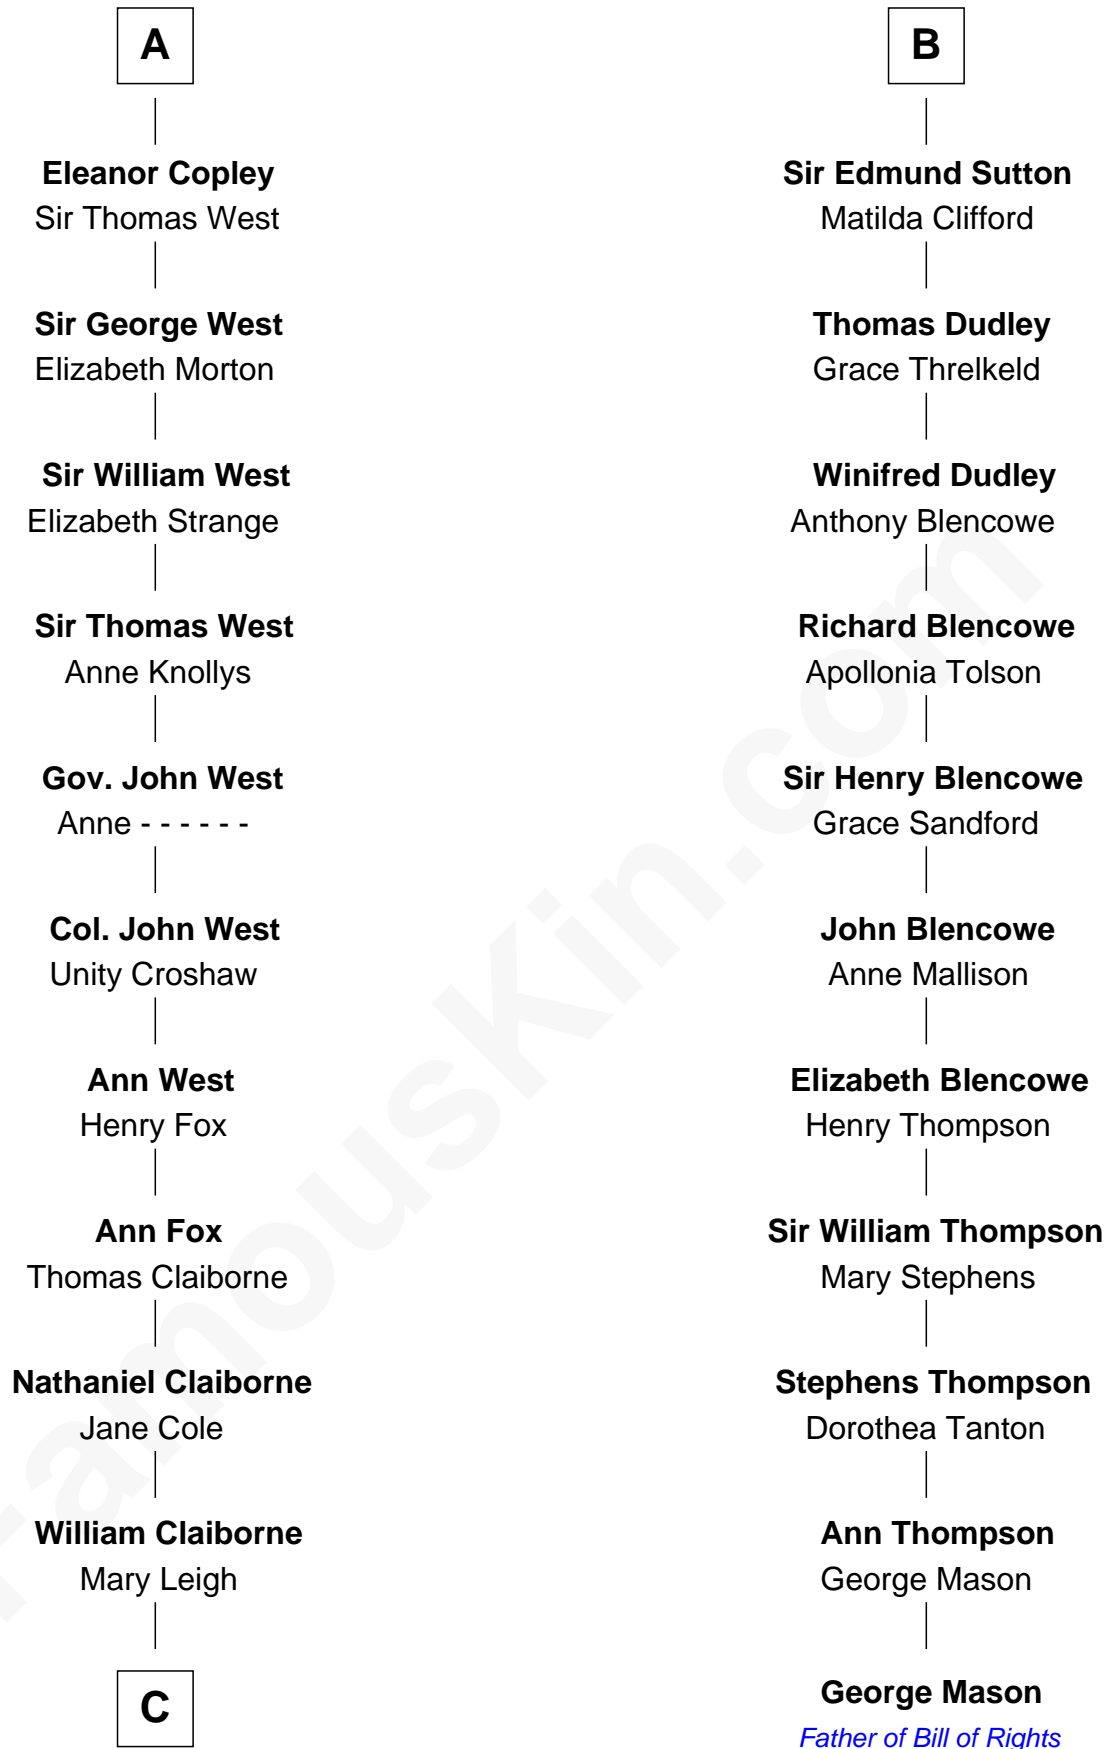 A
Eleanor Copley
Sir Thomas West
Sir George West
Elizabeth Morton
Sir William West
Elizabeth Strange
Sir Thomas West
Anne Knollys
Gov. John West
Anne - - - - - -
Col. John West
Unity Croshaw
Ann West
Henry Fox
Ann Fox
Thomas Claiborne
Nathaniel Claiborne
Jane Cole
William Claiborne
Mary Leigh
C
B
Sir Edmund Sutton
Matilda Clifford
Thomas Dudley
Grace Threlkeld
Winifred Dudley
Anthony Blencowe
Richard Blencowe
Apollonia Tolson
Sir Henry Blencowe
Grace Sandford
John Blencowe
Anne Mallison
Elizabeth Blencowe
Henry Thompson
Sir William Thompson
Mary Stephens
Stephens Thompson
Dorothea Tanton
Ann Thompson
George Mason
George Mason
Father of Bill of Rights
FamousKin.com